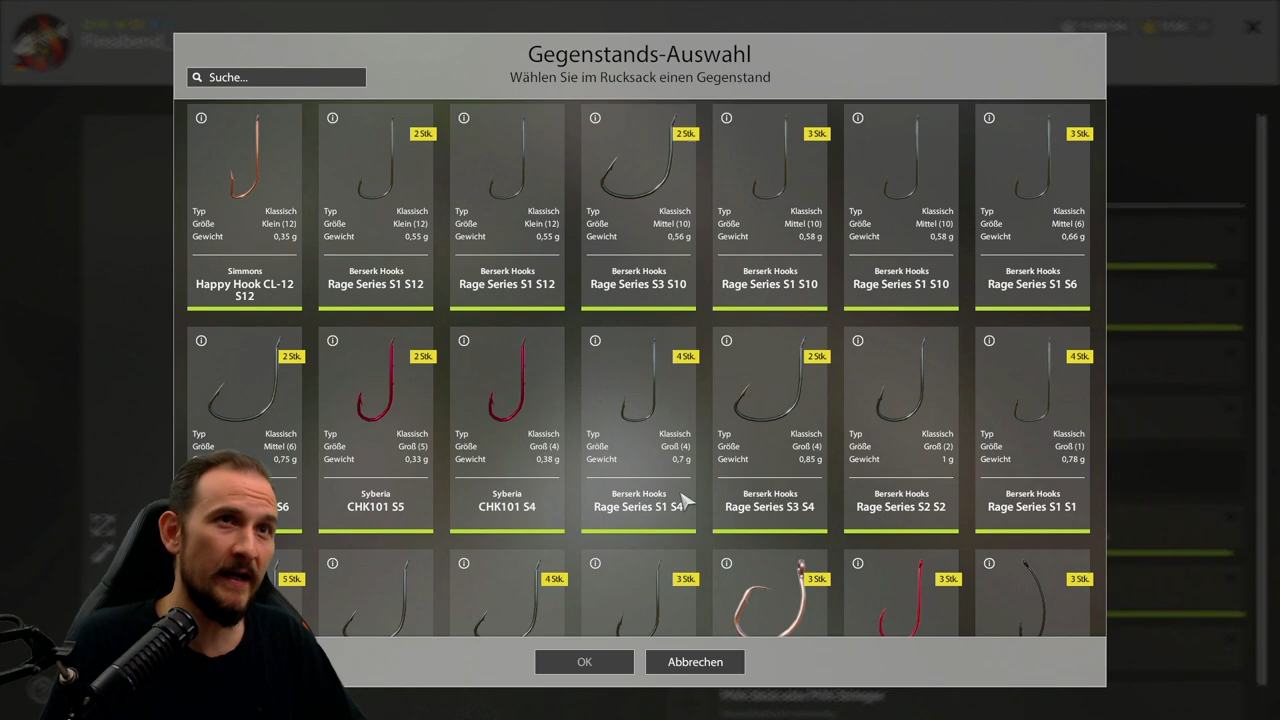 Gegenstands-Auswahl
Wählen Sie im Rucksack einen Gegenstand
Suche...
Typ Klassisch
Größe Klein (12)
Gewicht 0,35 g
Simmons
Happy Hook CL-12
S12
2 Stk.
Typ Klassisch
Größe Klein (12)
Gewicht 0,55 g
Berserk Hooks
Rage Series S1 S12
Typ Klassisch
Größe Klein (12)
Gewicht 0,55 g
Berserk Hooks
Rage Series S1 S12
2 Stk.
Typ Klassisch
Größe Mittel (10)
Gewicht 0,56 g
Berserk Hooks
Rage Series S3 S10
3 Stk.
Typ Klassisch
Größe Mittel (10)
Gewicht 0,58 g
Berserk Hooks
Rage Series S1 S10
Typ Klassisch
Größe Mittel (10)
Gewicht 0,58 g
Berserk Hooks
Rage Series S1 S10
3 Stk.
Typ Klassisch
Größe Mittel (6)
Gewicht 0,66 g
Berserk Hooks
Rage Series S1 S6
2 Stk.
Typ Klassisch
Größe Mittel (6)
Gewicht 0,75 g
S6
2 Stk.
Typ Klassisch
Größe Groß (5)
Gewicht 0,33 g
Syberia
CHK101 S5
Typ Klassisch
Größe Groß (4)
Gewicht 0,38 g
Syberia
CHK101 S4
4 Stk.
Typ Klassisch
Größe Groß (4)
Gewicht 0,7 g
Berserk Hooks
Rage Series S1 S4
2 Stk.
Typ Klassisch
Größe Groß (4)
Gewicht 0,85 g
Berserk Hooks
Rage Series S3 S4
Typ Klassisch
Größe Groß (2)
Gewicht 1 g
Berserk Hooks
Rage Series S2 S2
4 Stk.
Typ Klassisch
Größe Groß (1)
Gewicht 0,78 g
Berserk Hooks
Rage Series S1 S1
5 Stk.
4 Stk.
3 Stk.
3 Stk.
3 Stk.
3 Stk.
OK
Abbrechen